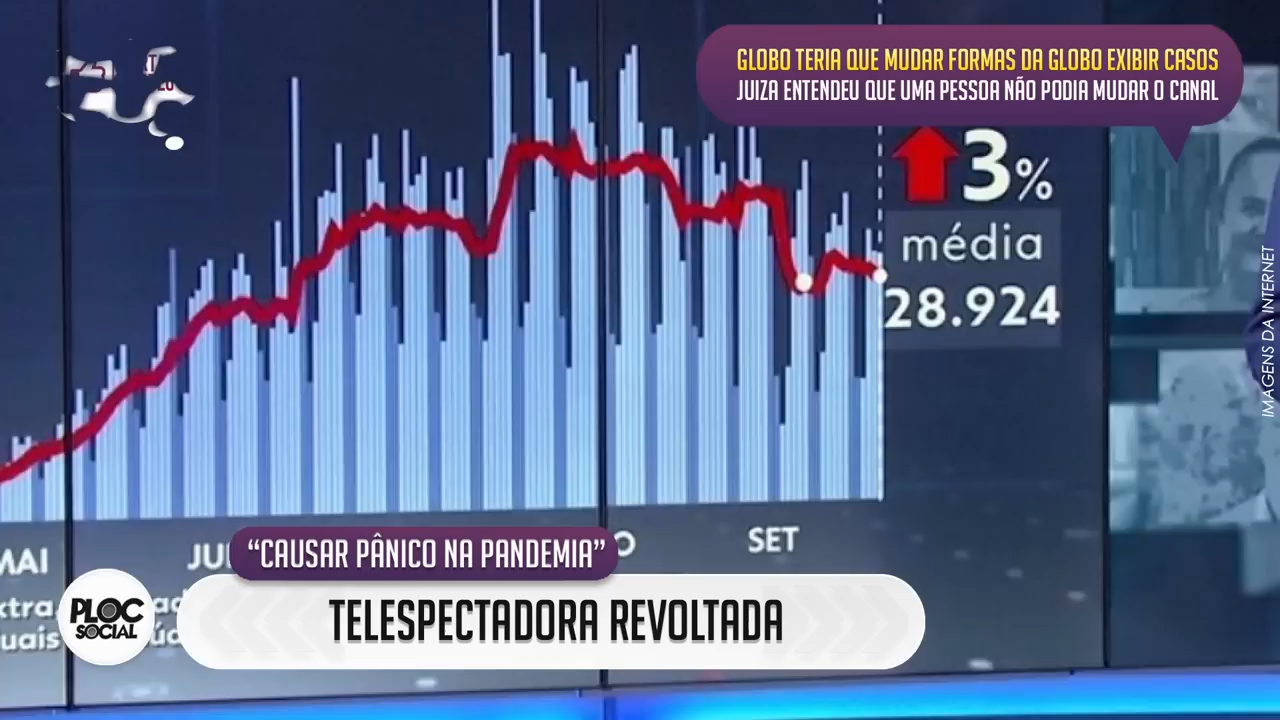 GLOBO TERIA QUE MUDAR FORMAS DA GLOBO EXIBIR CASOS
JUIZA ENTENDEU QUE UMA PESSOA NÃO PODIA MUDAR O CANAL
3%
média
28.924
IMAGENS DA INTERNET
MAI
JU
O
SET
"CAUSAR PÂNICO NA PANDEMIA"
TELESPECTADORA REVOLTADA
PLOC
SOCIAL